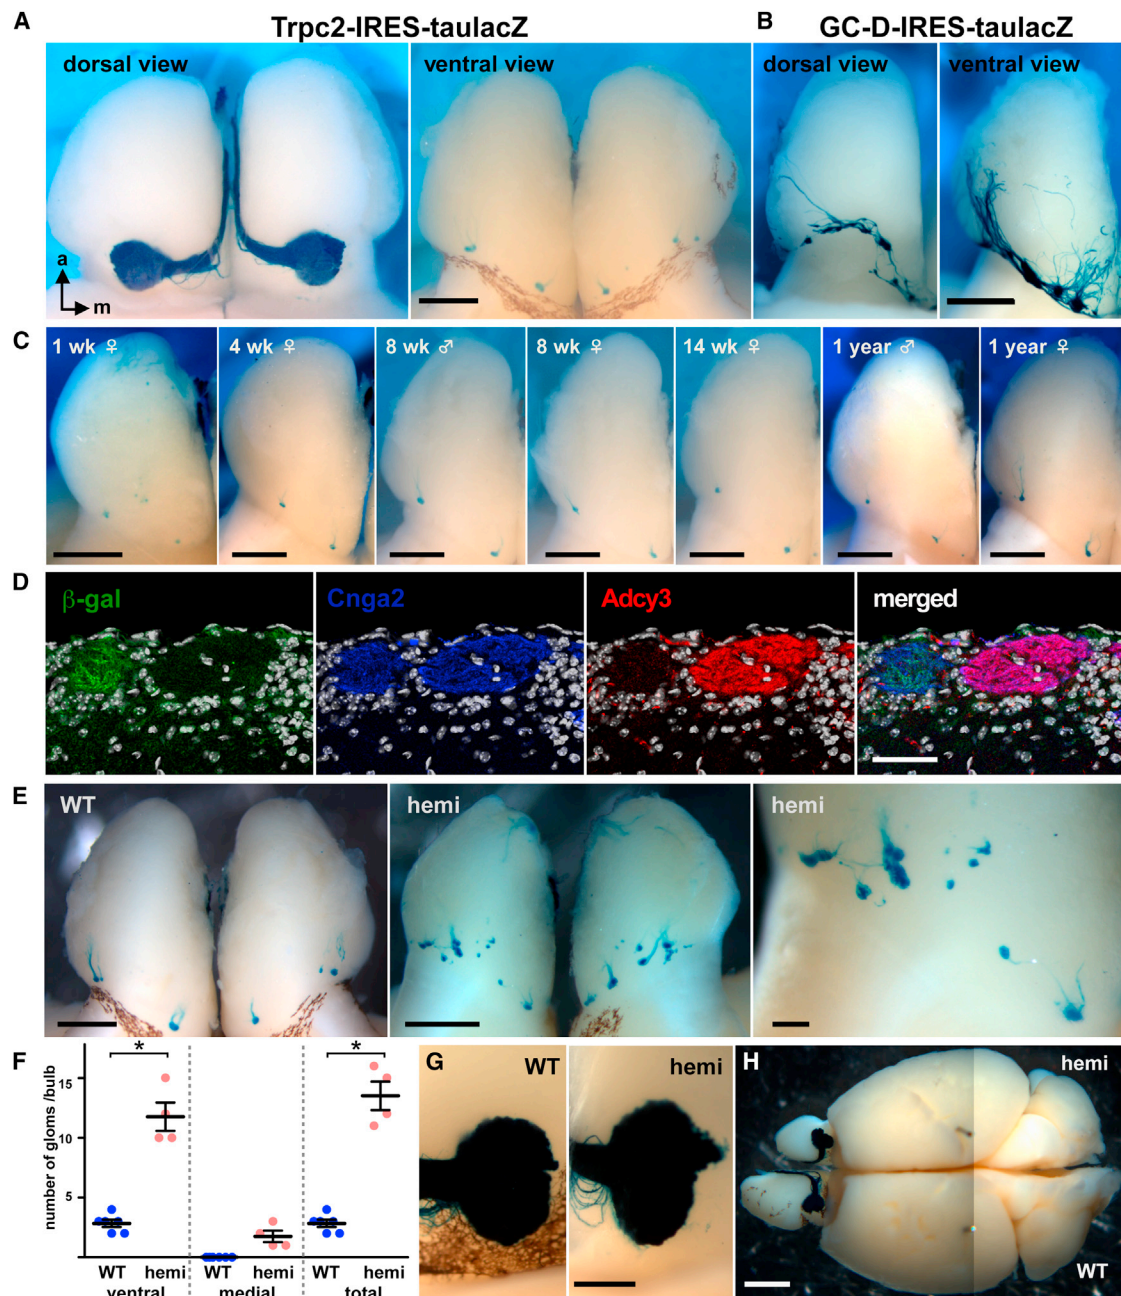 A
Trpc2-IRES-taulacZ
B
GC-D-IRES-taulacZ
dorsal view
ventral view
dorsal view
ventral view
a
m
C
1 wk ♀
4 wk ♀
8 wk ♂
8 wk ♀
14 wk ♀
1 year ♂
1 year ♀
D
β-gal
Cnga2
Adcy3
merged
E
WT
hemi
hemi
F
number of gloms /bulb
15
10
5
*
*
WT hemi WT hemi WT hemi
ventral medial total
G
WT
hemi
H
hemi
WT